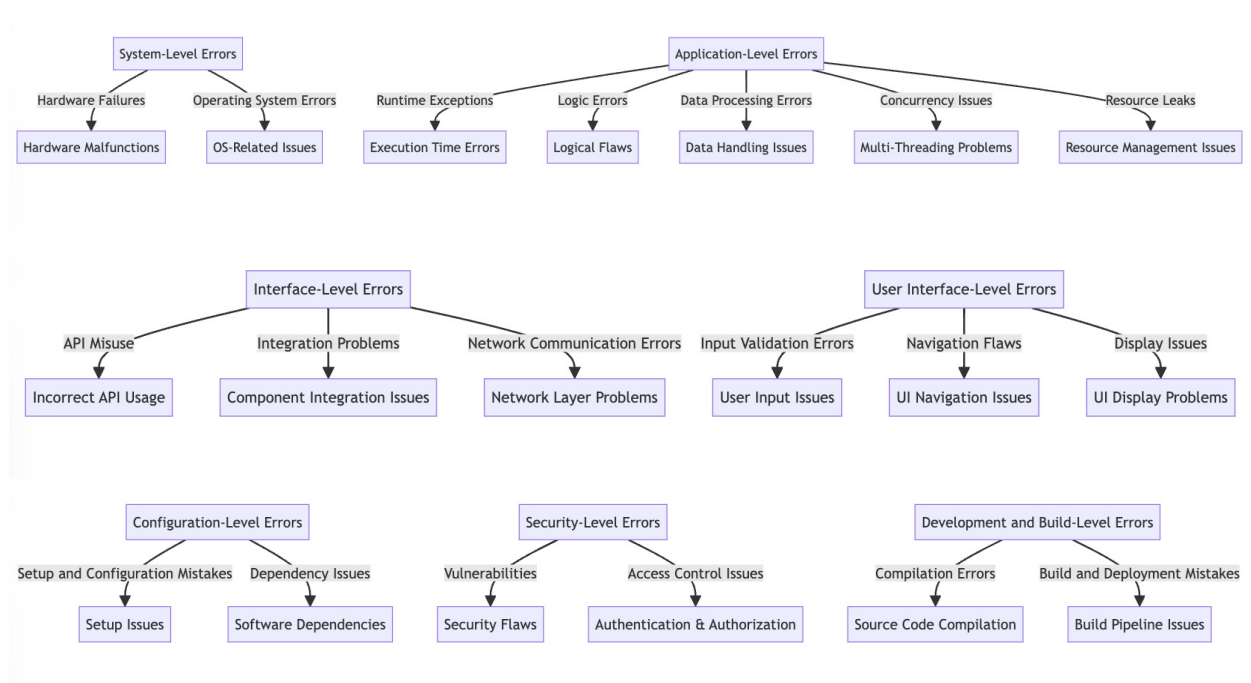 System-Level Errors
Application-Level Errors
Hardware Failures
Operating System Errors
Runtime Exceptions
Logic Errors
Data Processing Errors
Concurrency Issues
Resource Leaks
Hardware Malfunctions
OS-Related Issues
Execution Time Errors
Logical Flaws
Data Handling Issues
Multi-Threading Problems
Resource Management Issues
Interface-Level Errors
User Interface-Level Errors
API Misuse
Integration Problems
Network Communication Errors
Input Validation Errors
Navigation Flaws
Display Issues
Incorrect API Usage
Component Integration Issues
Network Layer Problems
User Input Issues
UI Navigation Issues
UI Display Problems
Configuration-Level Errors
Security-Level Errors
Development and Build-Level Errors
Setup and Configuration Mistakes
Dependency Issues
Vulnerabilities
Access Control Issues
Compilation Errors
Build and Deployment Mistakes
Setup Issues
Software Dependencies
Security Flaws
Authentication & Authorization
Source Code Compilation
Build Pipeline Issues